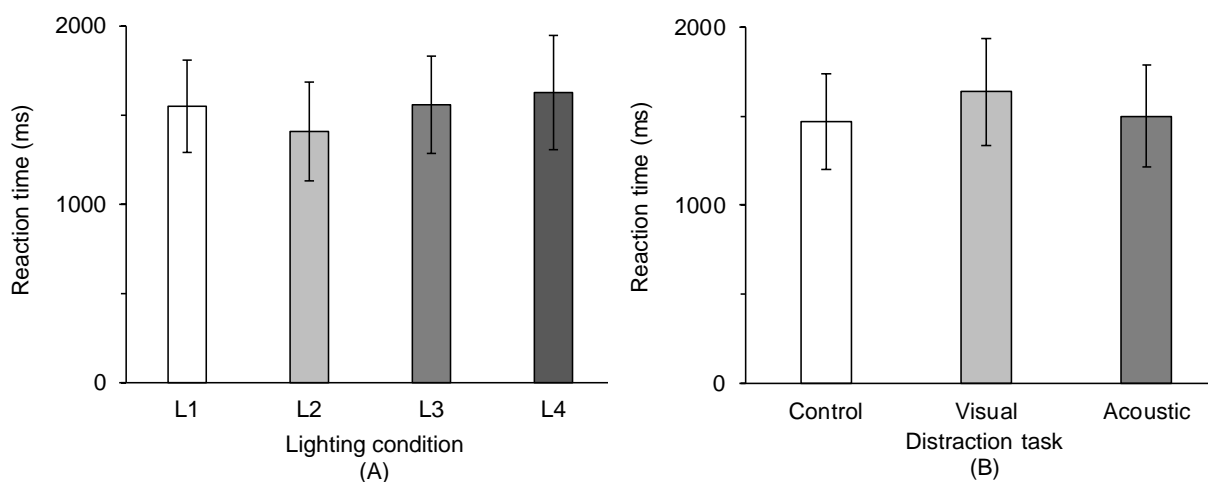 Reaction time (ms)
2000
1000
0
L1 L2 L3 L4
Lighting condition
(A)
Reaction time (ms)
2000
1000
0
Control Visual Acoustic
Distraction task
(B)